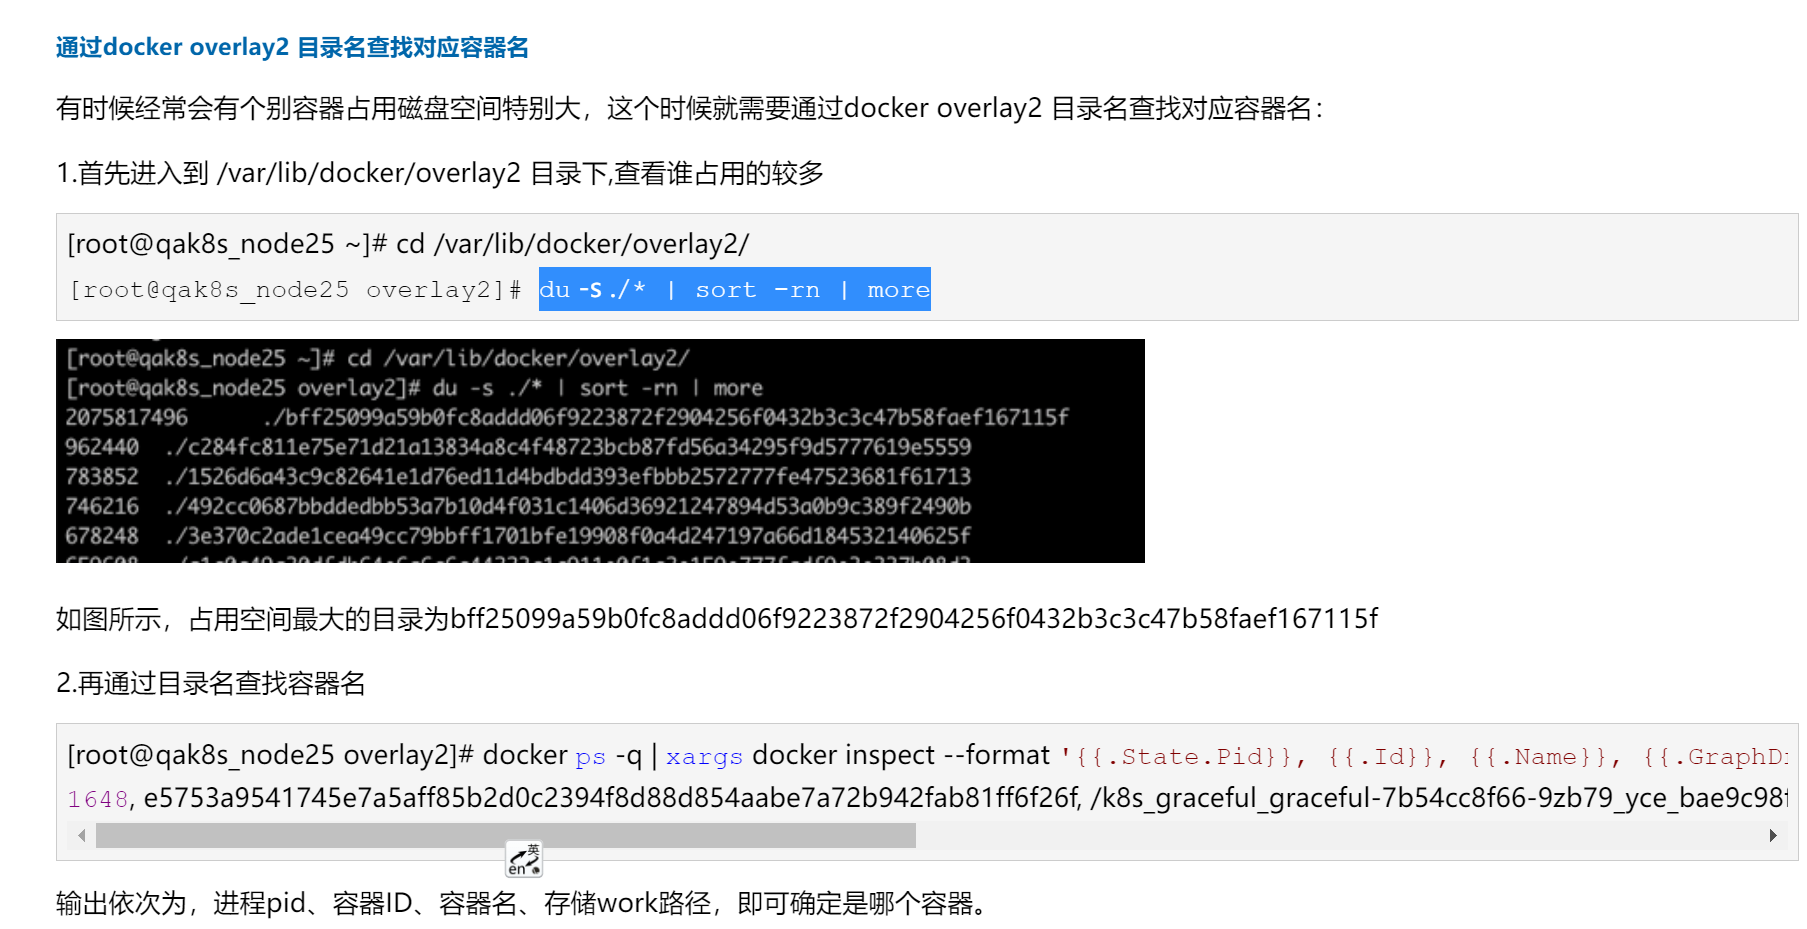 通过docker overlay2 目录名查找对应容器名
有时候经常会有个别容器占用磁盘空间特别大，这个时候就需要通过docker overlay2 目录名查找对应容器名：
1.首先进入到 /var/lib/docker/overlay2 目录下,查看谁占用的较多
[root@qak8s_node25 ~]# cd /var/lib/docker/overlay2/
[root@qak8s_node25 overlay2]# du -s ./* | sort -rn | more
[root@qak8s_node25 ~]# cd /var/lib/docker/overlay2/
[root@qak8s_node25 overlay2]# du -s ./* | sort -rn | more
2075817496 ./bff25099a59b0fc8addd06f9223872f2904256f0432b3c3c47b58faef167115f
962440 ./c284fc811e75e71d21a13834a8c4f48723bcb87fd56a34295f9d5777619e5559
783852 ./1526d6a43c9c82641e1d76ed11d4bdbdd393efbbb2572777fe47523681f61713
746216 ./492cc0687bbddedbb53a7b10d4f031c1406d36921247894d53a0b9c389f2490b
678248 ./3e370c2ade1cea49cc79bbff1701bfe19908f0a4d247197a66d184532140625f
如图所示，占用空间最大的目录为bff25099a59b0fc8addd06f9223872f2904256f0432b3c3c47b58faef167115f
2.再通过目录名查找容器名
[root@qak8s_node25 overlay2]# docker ps -q | xargs docker inspect --format '{{.State.Pid}}, {{.Id}}, {{.Name}}, {{.GraphD
1648, e5753a9541745e7a5aff85b2d0c2394f8d88d854aabe7a72b942fab81ff6f26f, /k8s_graceful_graceful-7b54cc8f66-9zb79_yce_bae9c98f
英
en
输出依次为，进程pid、容器ID、容器名、存储work路径，即可确定是哪个容器。